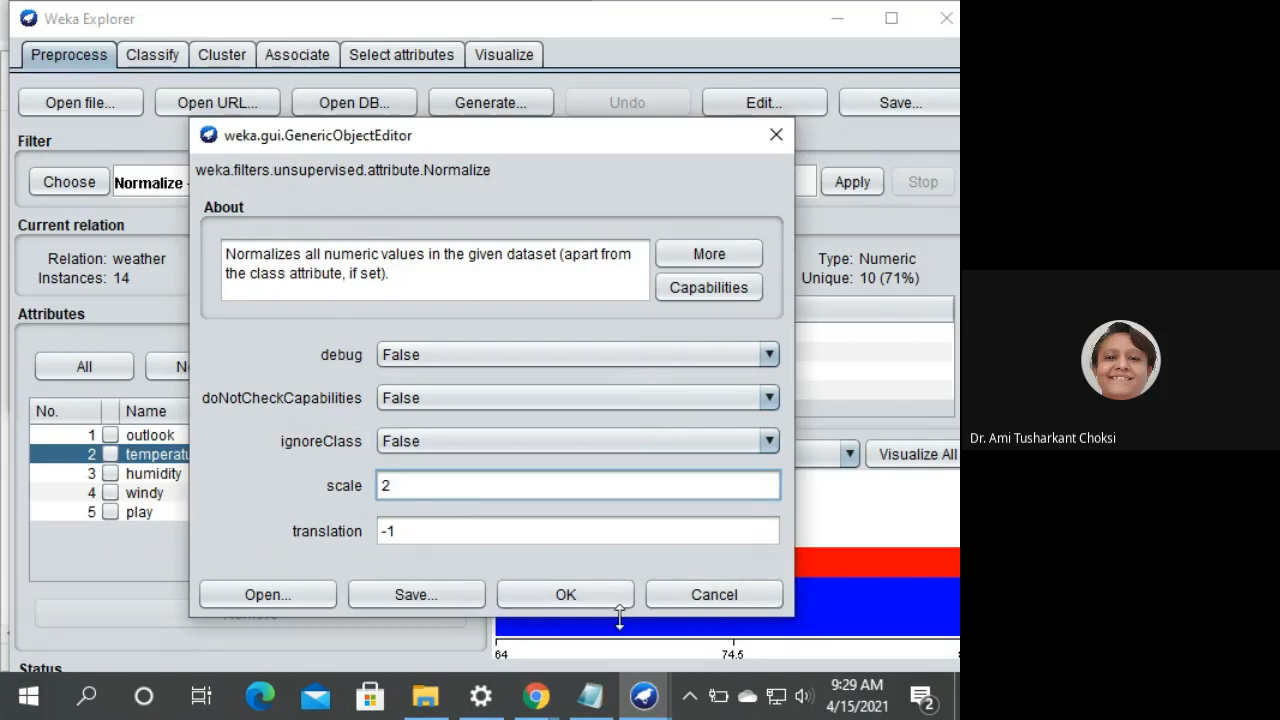 Weka Explorer
Preprocess Classify Cluster Associate Select attributes Visualize
Open file... Open URL... Open DB... Generate... Undo Edit... Save...
Filter
weka.gui.GenericObjectEditor
weka.filters.unsupervised.attribute.Normalize
Choose Normalize - Apply Stop
About
Current relation
Relation: weather
Instances: 14
Normalizes all numeric values in the given dataset (apart from
the class attribute, if set).
More
Capabilities
Type: Numeric
Unique: 10 (71%)
Attributes
All
debug False
doNotCheckCapabilities False
ignoreClass False
scale 2
translation -1
No. Name
1 outlook
2 temperatu
3 humidity
4 windy
5 play
Visualize All
Open... Save... OK Cancel
64 74.5
Status
Dr. Ami Tusharkant Choksi
9:29 AM
4/15/2021
2